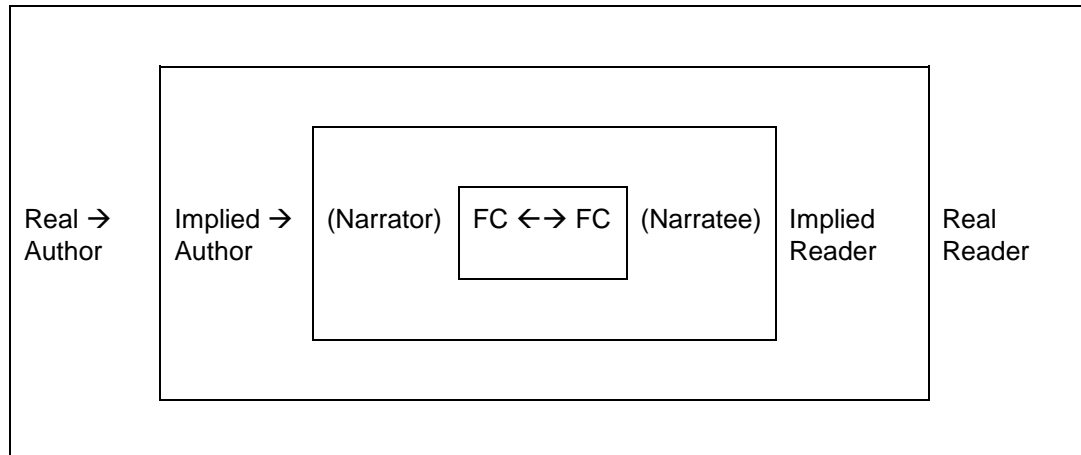 Real → Implied → (Narrator) FC ←→ FC (Narratee) Implied Real
Author Author Reader Reader